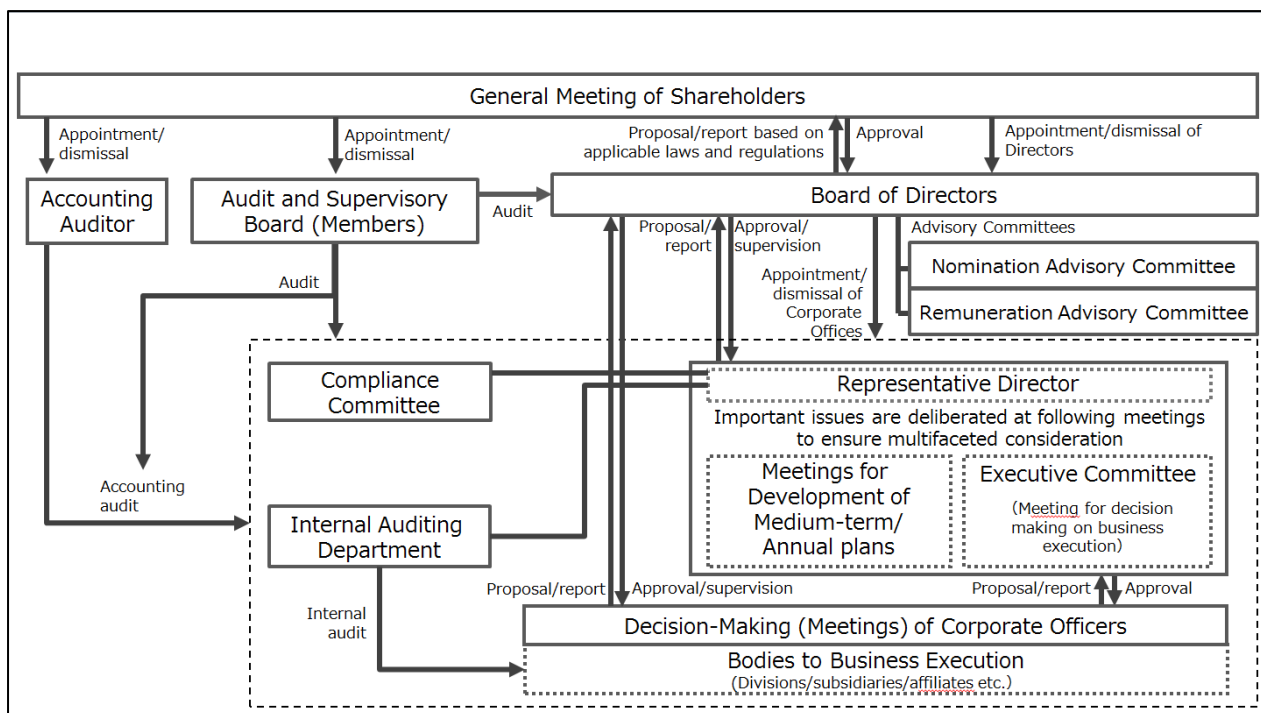 General Meeting of Shareholders
Appointment/
dismissal
Appointment/
dismissal
Proposal/report based on
applicable laws and regulations
Approval
Appointment/dismissal of
Directors
Accounting
Auditor
Audit and Supervisory
Board (Members)
Audit
Board of Directors
Proposal/
report
Approval/
supervision
Advisory Committees
Nomination Advisory Committee
Remuneration Advisory Committee
Appointment/
dismissal of
Corporate
Offices
Audit
Compliance
Committee
Representative Director
Important issues are deliberated at following meetings
to ensure multifaceted consideration
Meetings for
Development of
Medium-term/
Annual plans
Executive Committee
(Meeting for decision
making on business
execution)
Accounting
audit
Internal Auditing
Department
Proposal/report
Approval/supervision
Proposal/report
Approval
Internal
audit
Decision-Making (Meetings) of Corporate Officers
Bodies to Business Execution
(Divisions/subsidiaries/affiliates etc.)